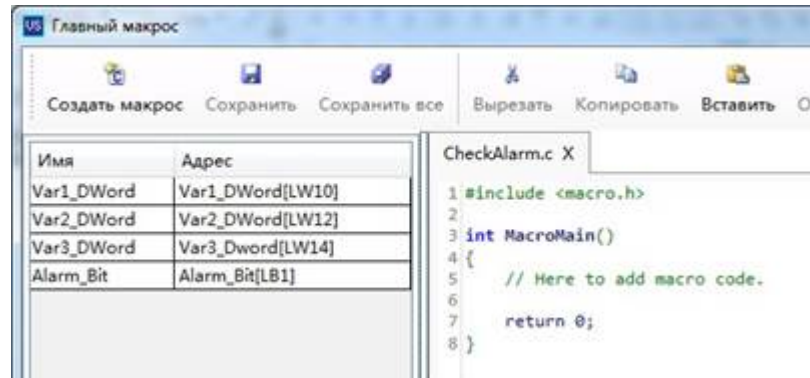 VS Главный макрос
Создать макрос Сохранить Сохранить все Вырезать Копировать Вставить О
Имя Адрес
Var1_DWord Var1_DWord[LW10]
Var2_DWord Var2_DWord[LW12]
Var3_DWord Var3_Dword[LW14]
Alarm_Bit Alarm_Bit[LB1]
CheckAlarm.c X
1 #include <macro.h>
2
3 int MacroMain()
4 {
5 // Here to add macro code.
6
7 return 0;
8 }